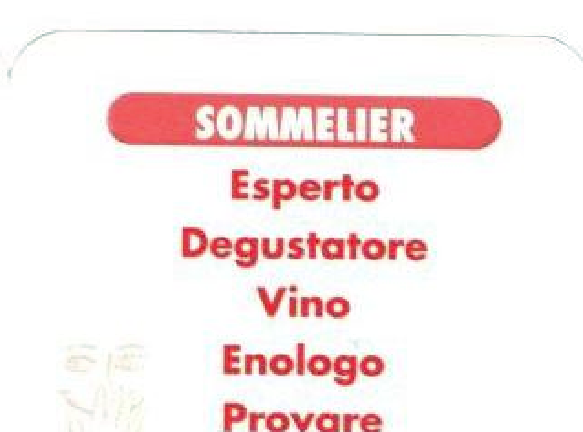 SOMMELIER
Esperto
Degustatore
Vino
Enologo
Provare